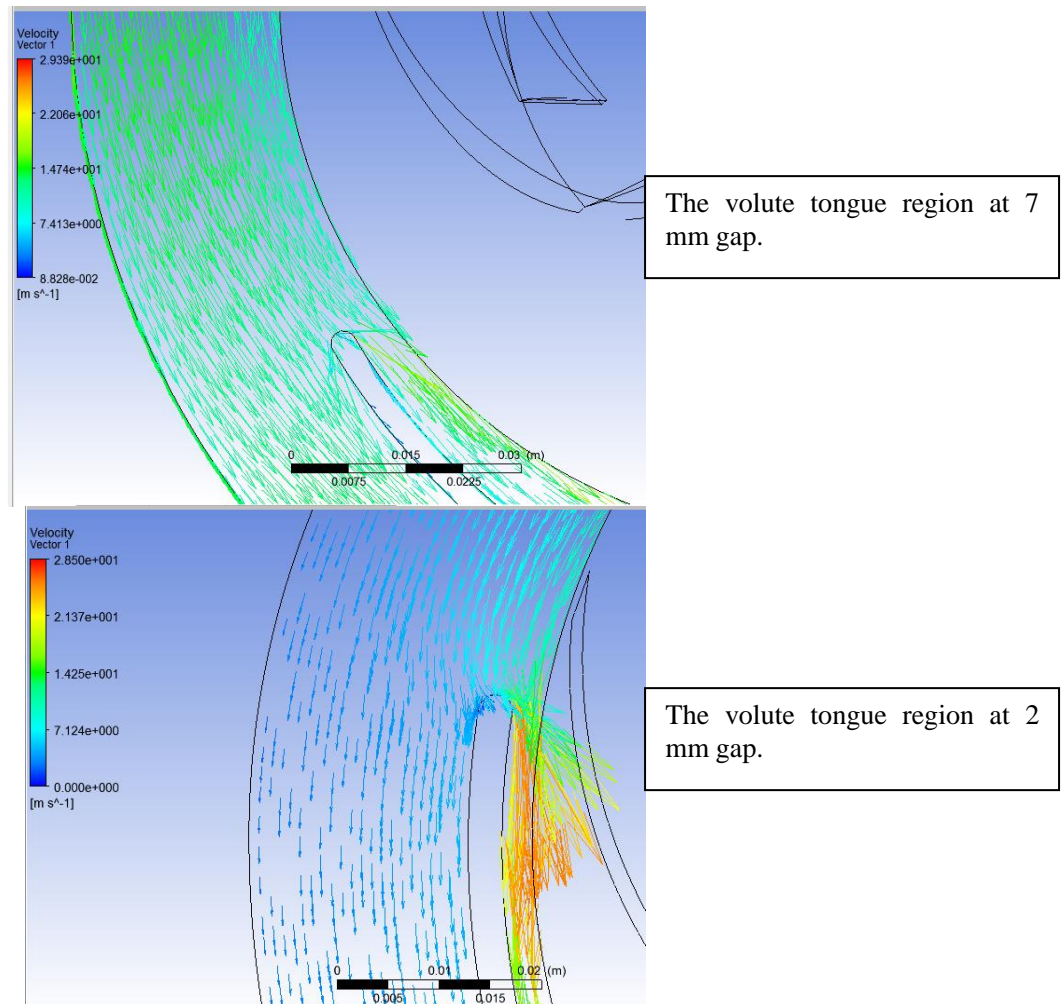 Velocity
Vector 1
2.939e+001
2.206e+001
1.474e+001
7.413e+000
8.828e-002
[m s^-1]
0 0.015 0.03 (m)
0.0075 0.0225
The volute tongue region at 7
mm gap.
Velocity
Vector 1
2.850e+001
2.137e+001
1.425e+001
7.124e+000
0.000e+000
[m s^-1]
0 0.01 0.02 (m)
0.005 0.015
The volute tongue region at 2
mm gap.